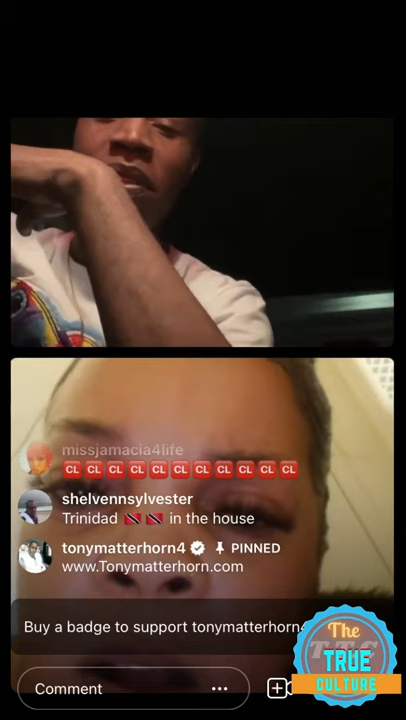 missjamacia4life
CL CL CL CL CL CL CL CL CL CL CL
shelvennsylvester
Trinidad 🇹🇹 🇹🇹 in the house
tonymatterhorn4 PINNED
www.Tonymatterhorn.com
Buy a badge to support tonymatterhorn4
Comment ...
The
TTC
TRUE
CULTURE